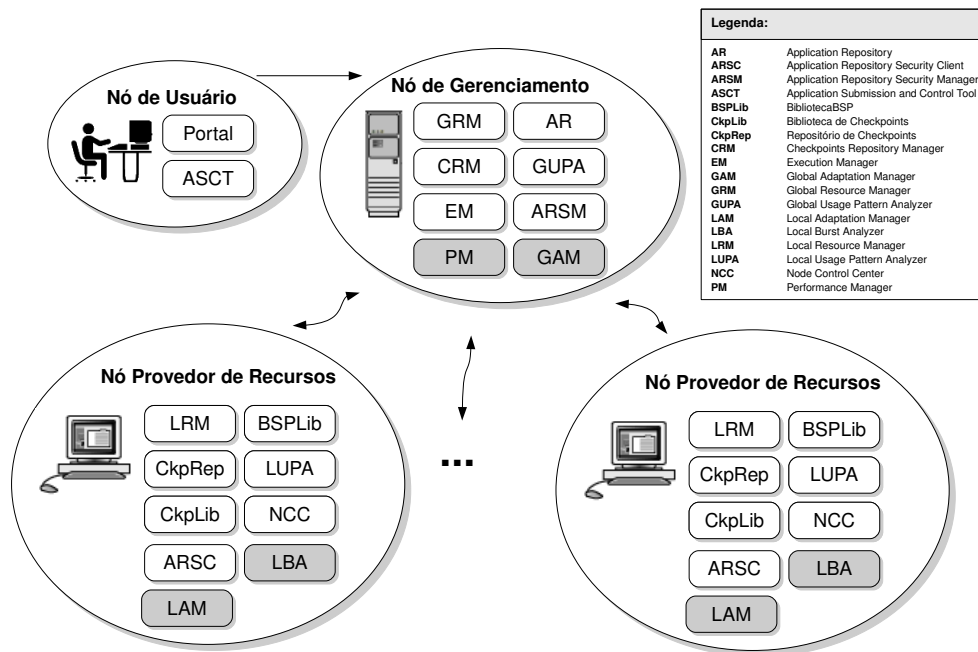 Nó de Usuário
Portal
ASCT
Nó de Gerenciamento
GRM AR
CRM GUPA
EM ARSM
PM GAM
Legenda:
AR Application Repository
ARSC Application Repository Security Client
ARSM Application Repository Security Manager
ASCT Application Submission and Control Tool
BSPLib BibliotecaBSP
CkpLib Biblioteca de Checkpoints
CkpRep Repositório de Checkpoints
CRM Checkpoints Repository Manager
EM Execution Manager
GAM Global Adaptation Manager
GRM Global Resource Manager
GUPA Global Usage Pattern Analyzer
LAM Local Adaptation Manager
LBA Local Burst Analyzer
LRM Local Resource Manager
LUPA Local Usage Pattern Analyzer
NCC Node Control Center
PM Performance Manager
Nó Provedor de Recursos
LRM BSPLib
CkpRep LUPA
CkpLib NCC
ARSC LBA
LAM
...
Nó Provedor de Recursos
LRM BSPLib
CkpRep LUPA
CkpLib NCC
ARSC LBA
LAM